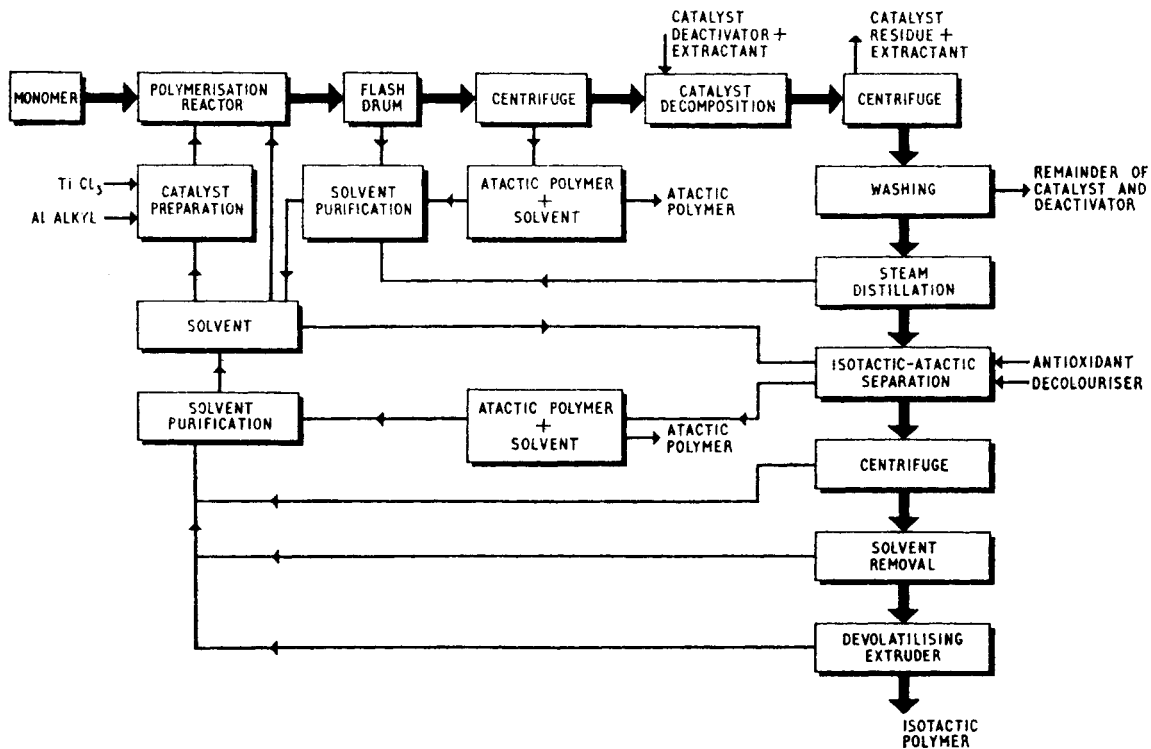 CATALYST
DEACTIVATOR +
EXTRACTANT
CATALYST
RESIDUE +
EXTRACTANT
MONOMER
POLYMERISATION
REACTOR
FLASH
DRUM
CENTRIFUGE
CATALYST
DECOMPOSITION
CENTRIFUGE
Ti Cl₃
Al ALKYL
CATALYST
PREPARATION
SOLVENT
PURIFICATION
ATACTIC POLYMER
+
SOLVENT
ATACTIC
POLYMER
WASHING
REMAINDER OF
CATALYST AND
DEACTIVATOR
STEAM
DISTILLATION
SOLVENT
ISOTACTIC-ATACTIC
SEPARATION
ANTIOXIDANT
DECOLOURISER
SOLVENT
PURIFICATION
ATACTIC POLYMER
+
SOLVENT
ATACTIC
POLYMER
CENTRIFUGE
SOLVENT
REMOVAL
DEVOLATILISING
EXTRUDER
ISOTACTIC
POLYMER